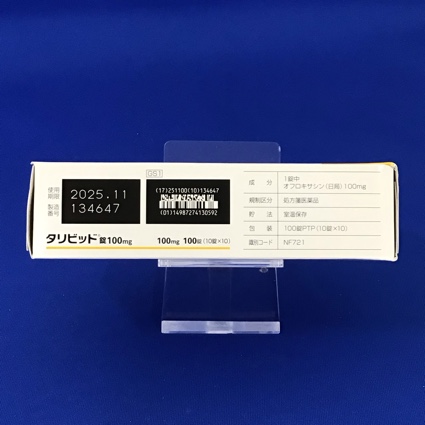 使用
期限
2025.11
製造
番号
134647
GS1
(17)251100(10)134647
(01)14987274130592
タリビッド®錠100mg
100mg 100錠(10錠×10)
成分
1錠中
オフロキサシン(日局)100mg
規制区分 処方箋医薬品
貯法 室温保存
包装 100錠PTP(10錠×10)
識別コード NF721